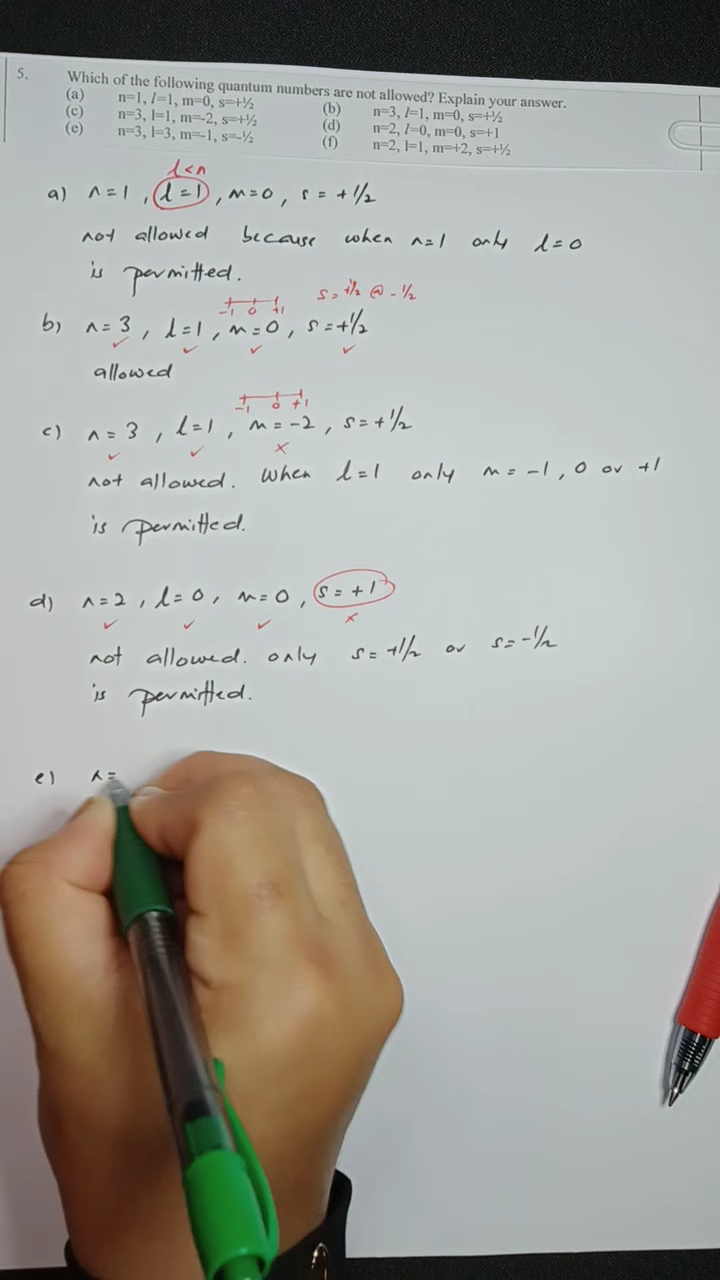 5. Which of the following quantum numbers are not allowed? Explain your answer.
(a) n=1, l=1, m=0, s=+½ (b) n=3, l=1, m=0, s=+½
(c) n=3, l=1, m=-2, s=+½ (d) n=2, l=0, m=0, s=+1
(e) n=3, l=3, m=-1, s=-½ (f) n=2, l=1, m=+2, s=+½
l<n
a) n=1, l=1, m=0, s=+1/2
not allowed because when n=1 only l=0
is permitted.
-1 0 +1 s=+1/2 @ -1/2
b) n=3, l=1, m=0, s=+1/2
✓ ✓ ✓ ✓
allowed
-1 0 +1
c) n=3, l=1, m=-2, s=+1/2
✓ ✓ ×
not allowed. When l=1 only m=-1, 0 or +1
is permitted.
d) n=2, l=0, m=0, s=+1
✓ ✓ ✓ ×
not allowed. only s=+1/2 or s=-1/2
is permitted.
e) n=